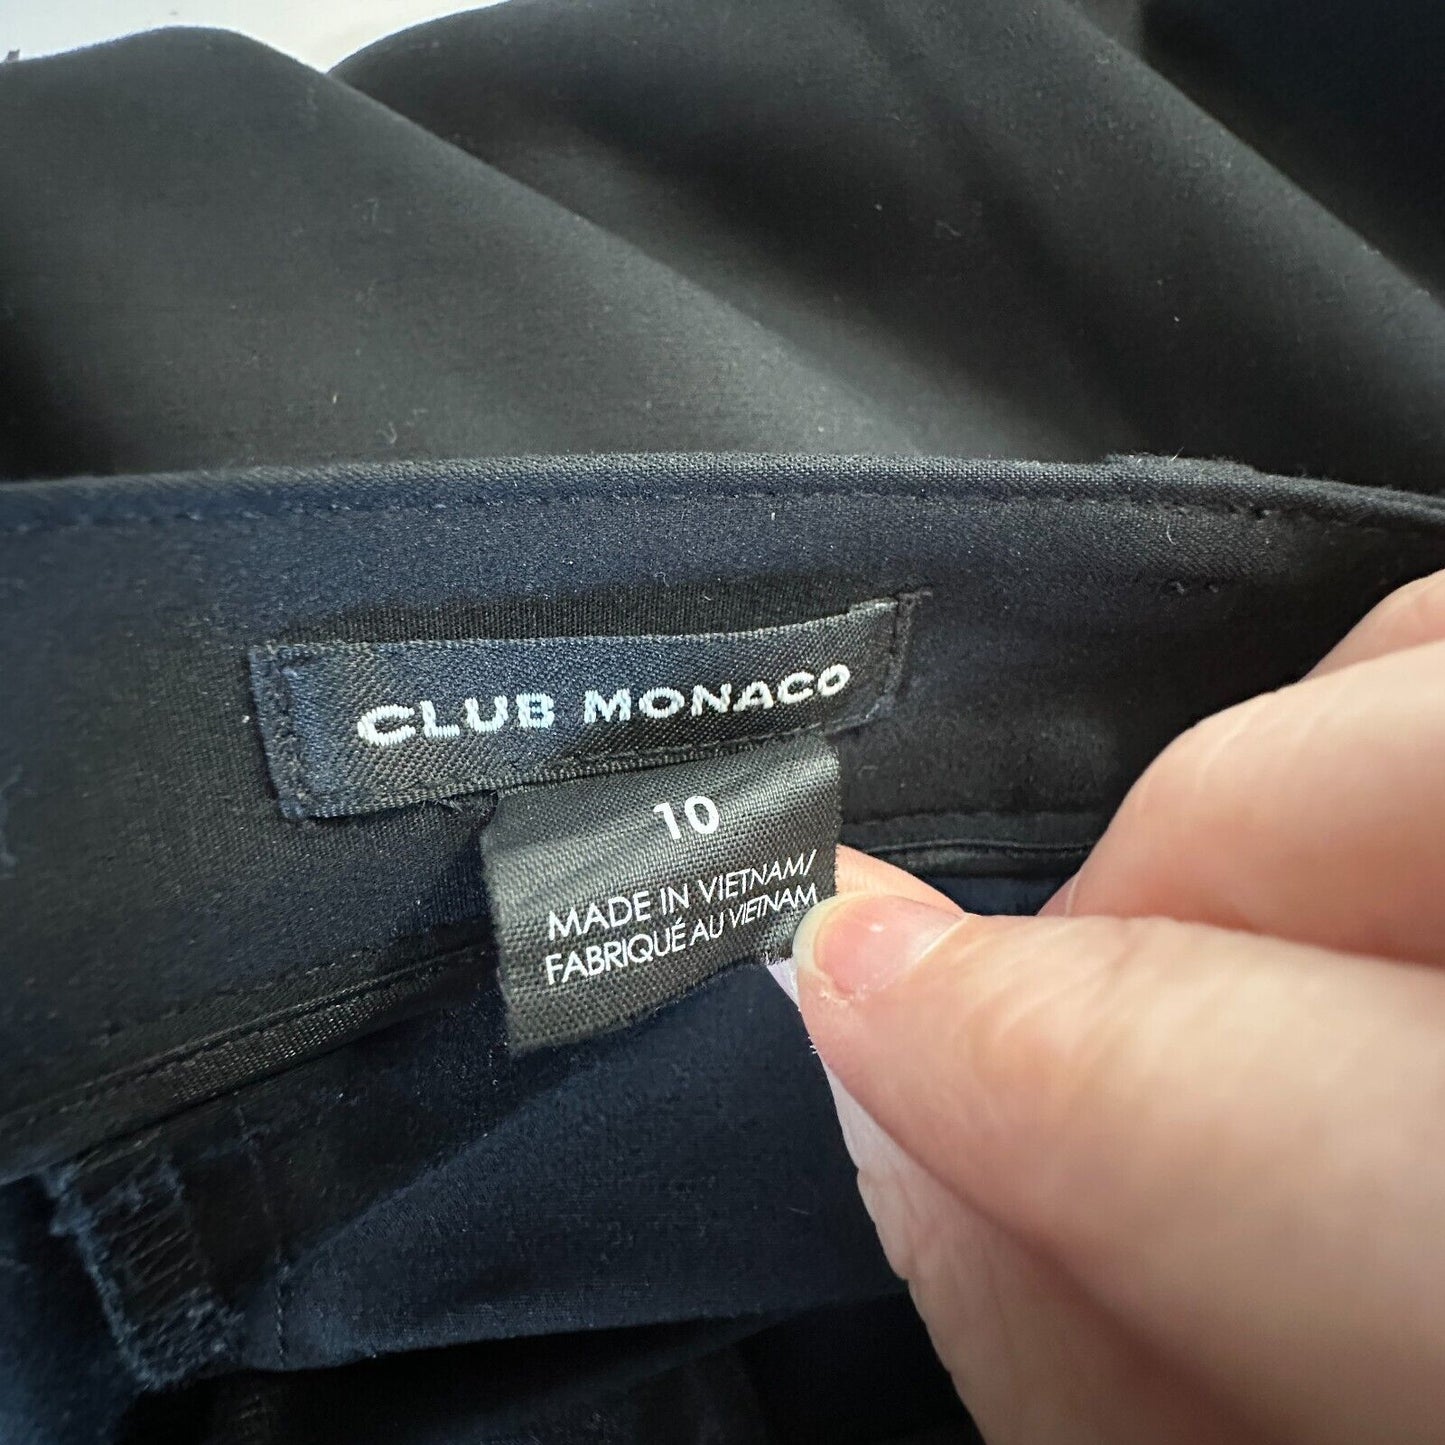 CLUB MONACO
10
MADE IN VIETNAM/
FABRIQUÉ AU VIETNAM